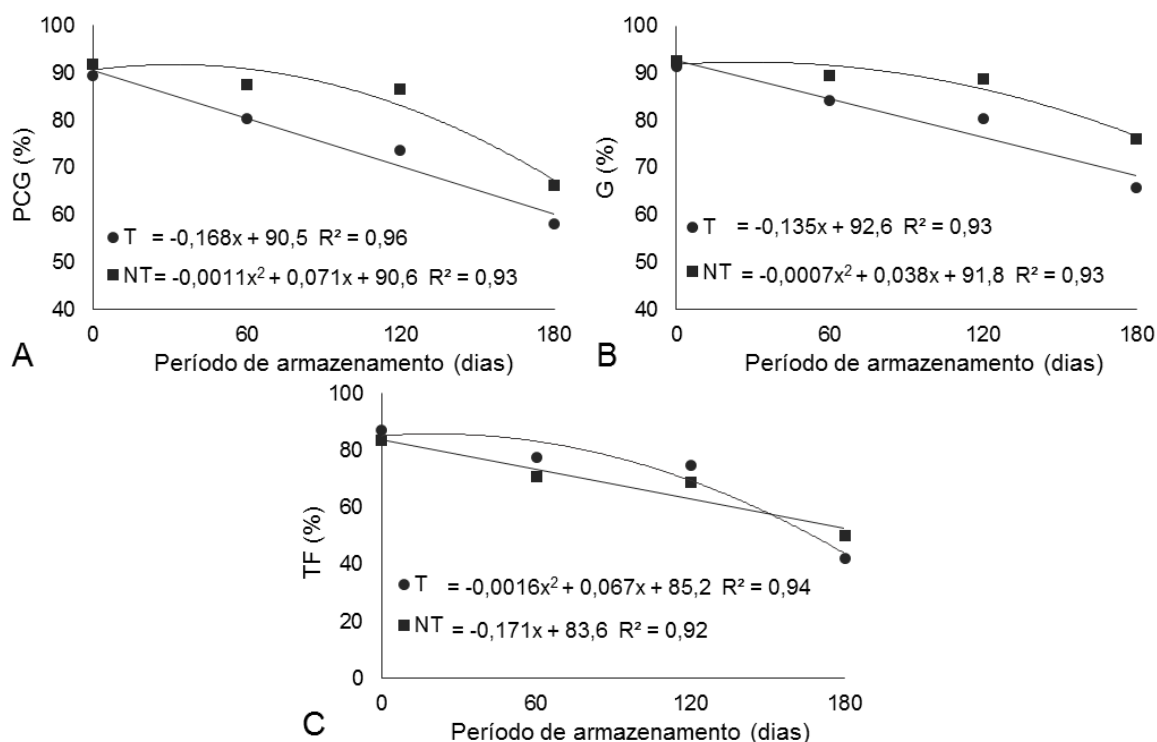 100
90
80
70
60
50
40
PCG (%)
● T = -0,168x + 90,5 R² = 0,96
■ NT = -0,0011x² + 0,071x + 90,6 R² = 0,93
0 60 120 180
A
Período de armazenamento (dias)
100
90
80
70
60
50
40
G (%)
● T = -0,135x + 92,6 R² = 0,93
■ NT = -0,0007x² + 0,038x + 91,8 R² = 0,93
0 60 120 180
B
Período de armazenamento (dias)
100
80
60
40
20
0
TF (%)
● T = -0,0016x² + 0,067x + 85,2 R² = 0,94
■ NT = -0,171x + 83,6 R² = 0,92
0 60 120 180
C
Período de armazenamento (dias)